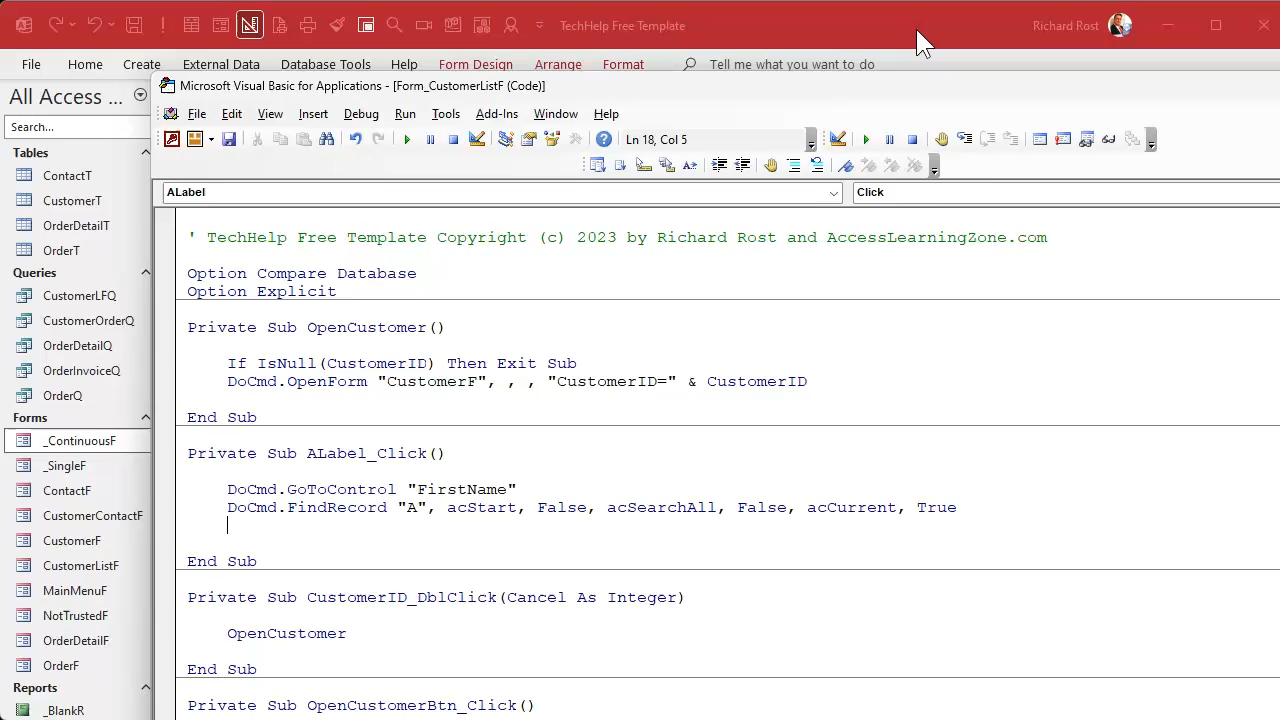 TechHelp Free Template
Richard Rost
File Home Create External Data Database Tools Help Form Design Arrange Format Tell me what you want to do
All Access ...
Search...
Tables
ContactT
CustomerT
OrderDetailT
OrderT
Queries
CustomerLFQ
CustomerOrderQ
OrderDetailQ
OrderInvoiceQ
OrderQ
Forms
_ContinuousF
_SingleF
ContactF
CustomerContactF
CustomerF
CustomerListF
MainMenuF
NotTrustedF
OrderDetailF
OrderF
Reports
_BlankR
Microsoft Visual Basic for Applications - [Form_CustomerListF (Code)]
File Edit View Insert Format Debug Run Tools Add-Ins Window Help
Ln 18, Col 5
ALabel
Click
' TechHelp Free Template Copyright (c) 2023 by Richard Rost and AccessLearningZone.com
Option Compare Database
Option Explicit
Private Sub OpenCustomer()
If IsNull(CustomerID) Then Exit Sub
DoCmd.OpenForm "CustomerF", , , "CustomerID=" & CustomerID
End Sub
Private Sub ALabel_Click()
DoCmd.GoToControl "FirstName"
DoCmd.FindRecord "A", acStart, False, acSearchAll, False, acCurrent, True
End Sub
Private Sub CustomerID_DblClick(Cancel As Integer)
OpenCustomer
End Sub
Private Sub OpenCustomerBtn_Click()